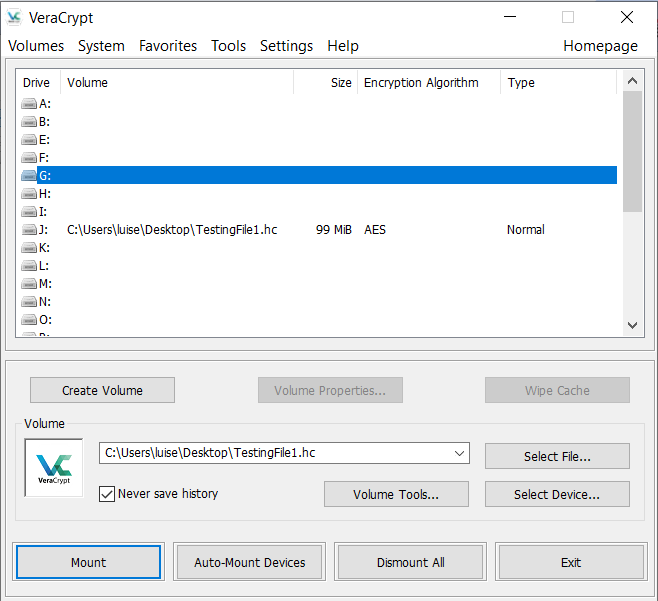 VeraCrypt
Volumes System Favorites Tools Settings Help Homepage
Drive Volume Size Encryption Algorithm Type
A:
B:
E:
F:
G:
H:
I:
J: C:\Users\luise\Desktop\TestingFile1.hc 99 MiB AES Normal
K:
L:
M:
N:
O:
Create Volume Volume Properties... Wipe Cache
Volume
VeraCrypt
C:\Users\luise\Desktop\TestingFile1.hc Select File...
Never save history Volume Tools... Select Device...
Mount Auto-Mount Devices Dismount All Exit